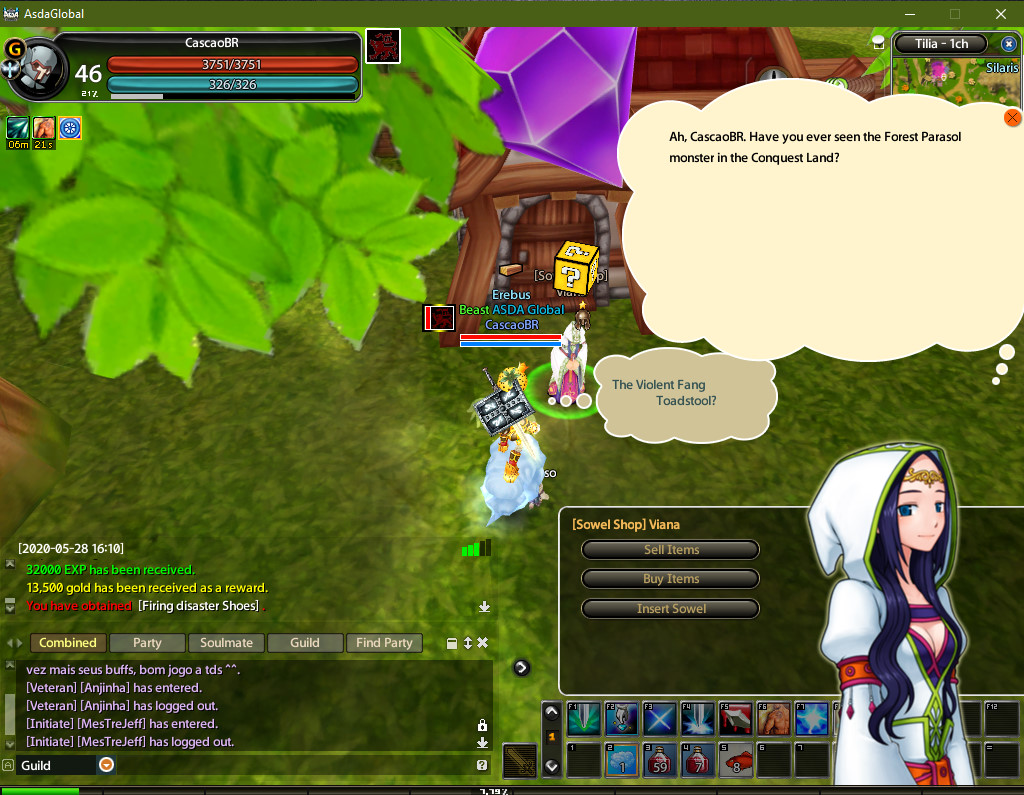 AsdaGlobal
G
CascaoBR
46
3751/3751
326/326
21%
Tilia - 1ch
Silaris
06m
21s
Ah, CascaoBR. Have you ever seen the Forest Parasol
monster in the Conquest Land?
Erebus
Beast ASDA Global
CascaoBR
The Violent Fang
Toadstool?
[Sowel Shop] Viana
Sell Items
Buy Items
Insert Sowel
[2020-05-28 16:10]
32000 EXP has been received.
13,500 gold has been received as a reward.
You have obtained [Firing disaster Shoes] .
Combined
Party
Soulmate
Guild
Find Party
vez mais seus buffs, bom jogo a tds ^^.
[Veteran] [Anjinha] has entered.
[Veteran] [Anjinha] has logged out.
[Initiate] [MesTreJeff] has entered.
[Initiate] [MesTreJeff] has logged out.
A
Guild
?
1
F1 F2 F3 F4 F5 F6 F7 F12
1 2 3 4 5 6 7 =
1 59 7 8
7,79%